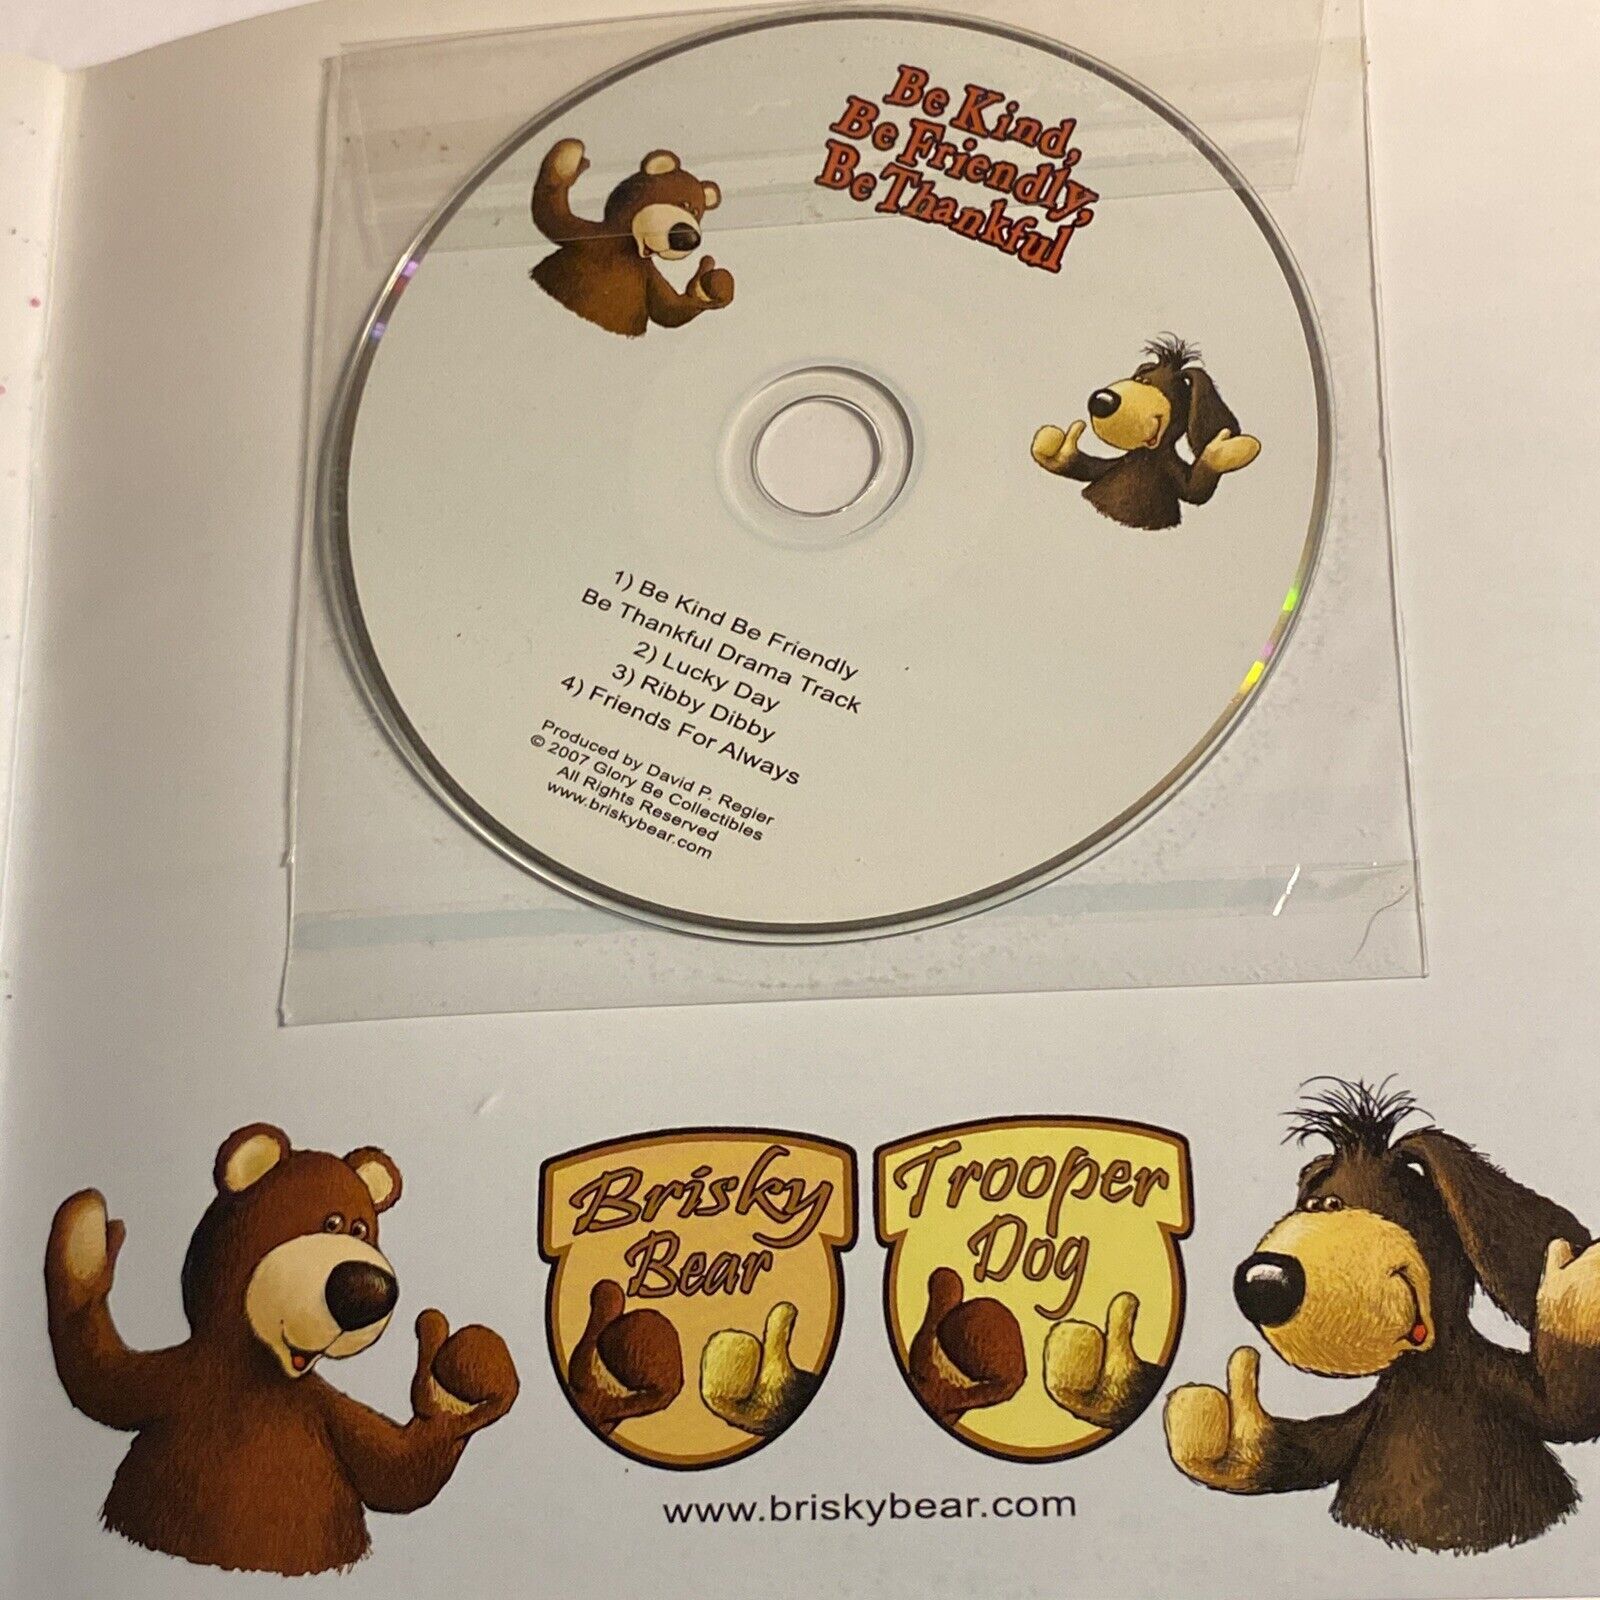 Be Kind,
Be Friendly,
Be Thankful
1) Be Kind Be Friendly
Be Thankful Drama Track
2) Lucky Day
3) Ribby Dibby
4) Friends For Always
Produced by David P. Regier
© 2007 Glory Be Collectibles
All Rights Reserved
www.briskybear.com
Brisky
Bear
Trooper
Dog
www.briskybear.com